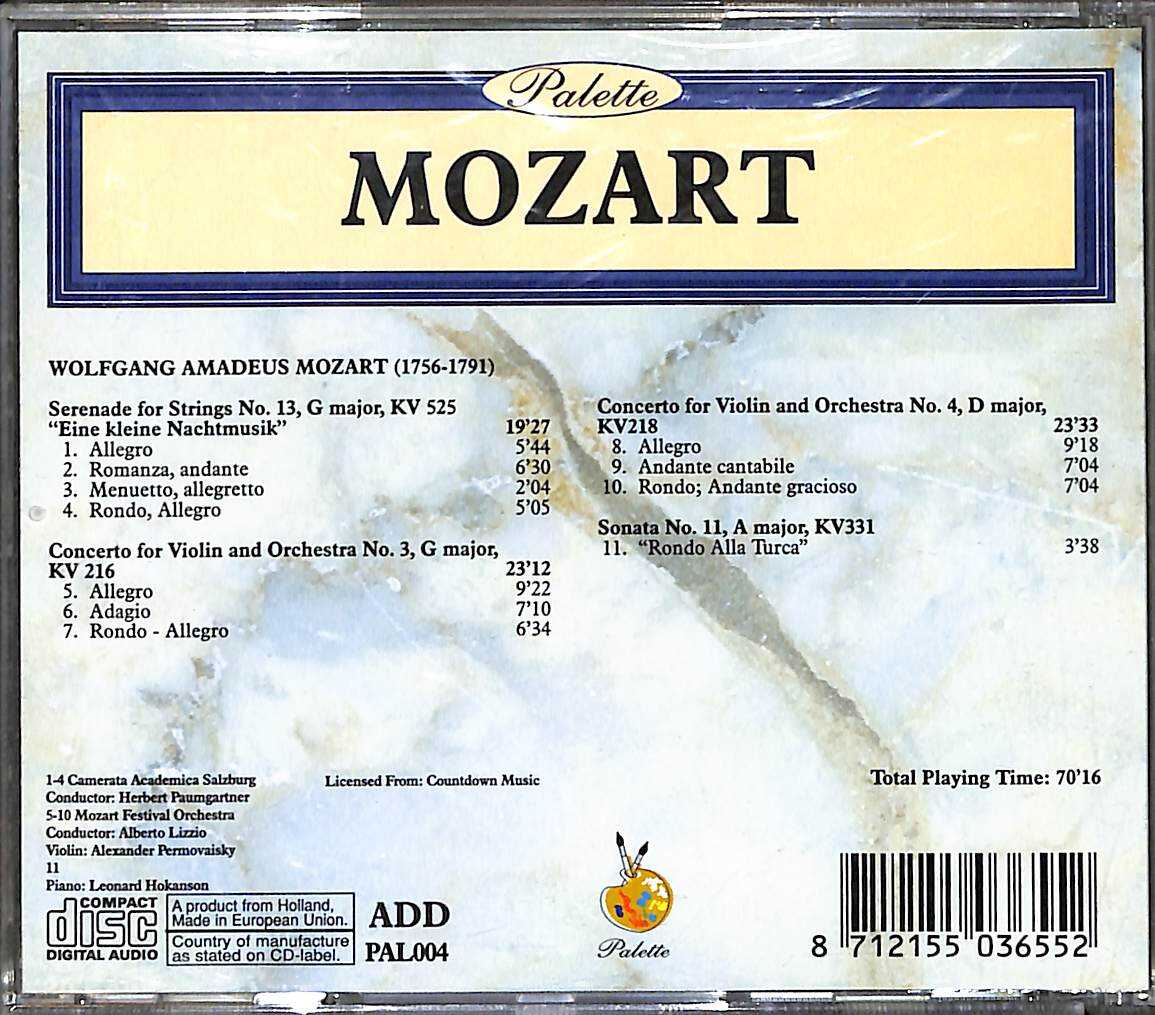 Palette
MOZART
WOLFGANG AMADEUS MOZART (1756-1791)
Serenade for Strings No. 13, G major, KV 525
“Eine kleine Nachtmusik” 19’27
1. Allegro 5’44
2. Romanza, andante 6’30
3. Menuetto, allegretto 2’04
4. Rondo, Allegro 5’05
Concerto for Violin and Orchestra No. 3, G major,
KV 216 23’12
5. Allegro 9’22
6. Adagio 7’10
7. Rondo - Allegro 6’34
Concerto for Violin and Orchestra No. 4, D major,
KV218 23’33
8. Allegro 9’18
9. Andante cantabile 7’04
10. Rondo; Andante gracioso 7’04
Sonata No. 11, A major, KV331
11. “Rondo Alla Turca” 3’38
1-4 Camerata Academica Salzburg
Conductor: Herbert Paumgartner
5-10 Mozart Festival Orchestra
Conductor: Alberto Lizzio
Violin: Alexander Permovaisky
11
Piano: Leonard Hokanson
Licensed From: Countdown Music
Total Playing Time: 70’16
COMPACT
disc
DIGITAL AUDIO
A product from Holland,
Made in European Union.
Country of manufacture
as stated on CD-label.
ADD
PAL004
Palette
8 712155 036552